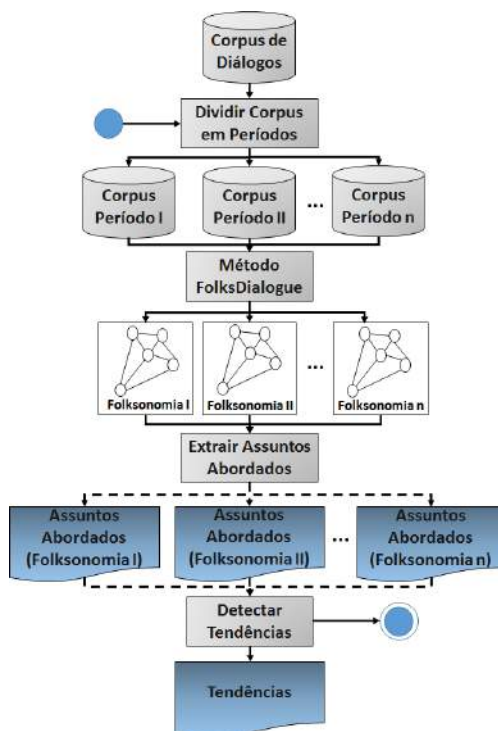 Corpus de
Diálogos
Dividir Corpus
em Períodos
Corpus
Período I
Corpus
Período II
...
Corpus
Período n
Método
FolksDialogue
Folksonomia I
Folksonomia II
...
Folksonomia n
Extrair Assuntos
Abordados
Assuntos
Abordados
(Folksonomia I)
Assuntos
Abordados
(Folksonomia II)
...
Assuntos
Abordados
(Folksonomia n)
Detectar
Tendências
Tendências